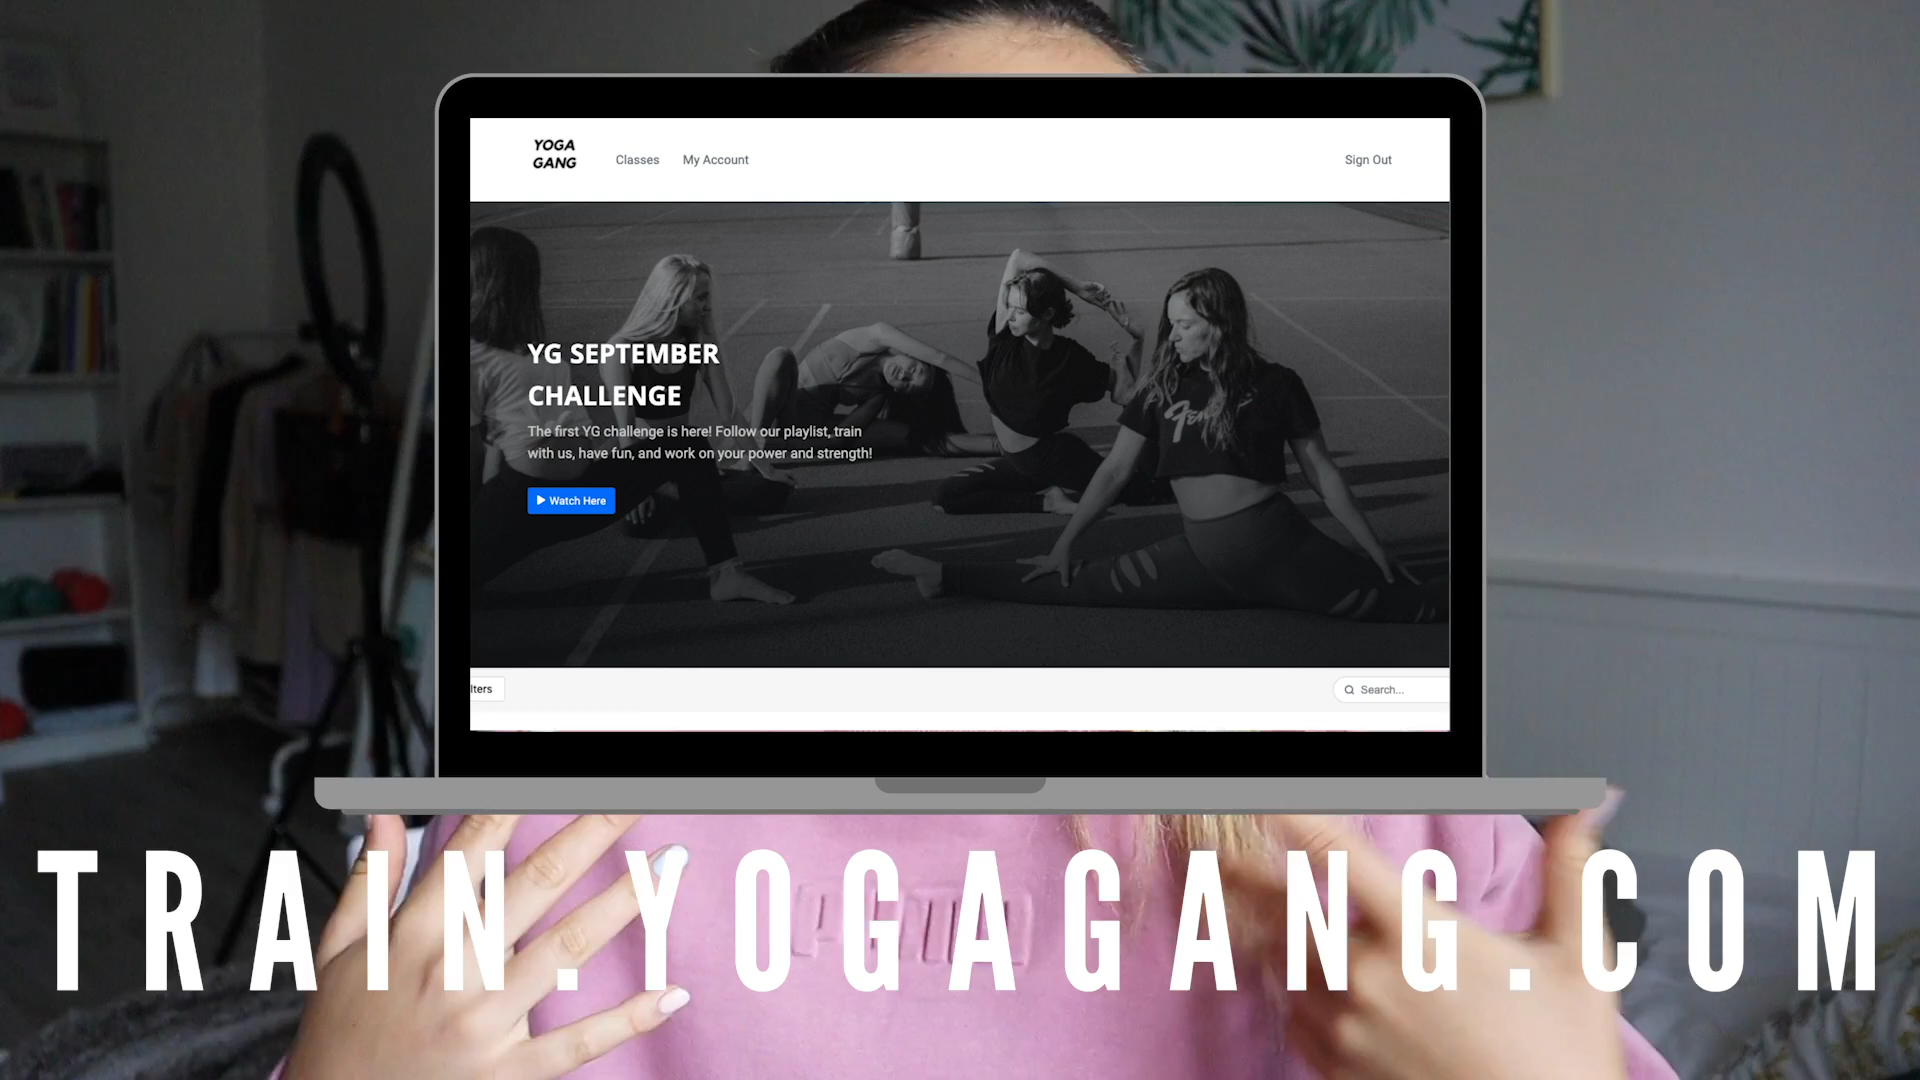 YOGA
GANG
Classes My Account Sign Out
YG SEPTEMBER
CHALLENGE
The first YG challenge is here! Follow our playlist, train
with us, have fun, and work on your power and strength!
Watch Here
lters Search...
TRAIN.YOGAGANG.COM